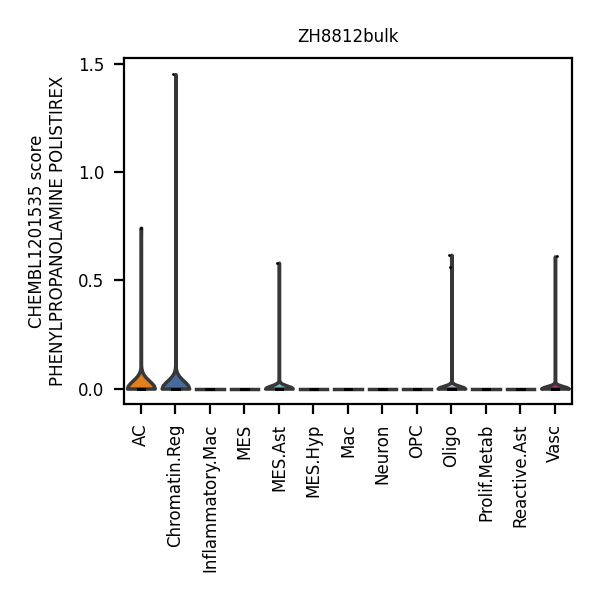 ZH8812bulk
CHEMBL1201535 score
PHENYLPROPANOLAMINE POLISTIREX
1.5
1.0
0.5
0.0
AC
Chromatin.Reg
Inflammatory.Mac
MES
MES.Ast
MES.Hyp
Mac
Neuron
OPC
Oligo
Prolif.Metab
Reactive.Ast
Vasc